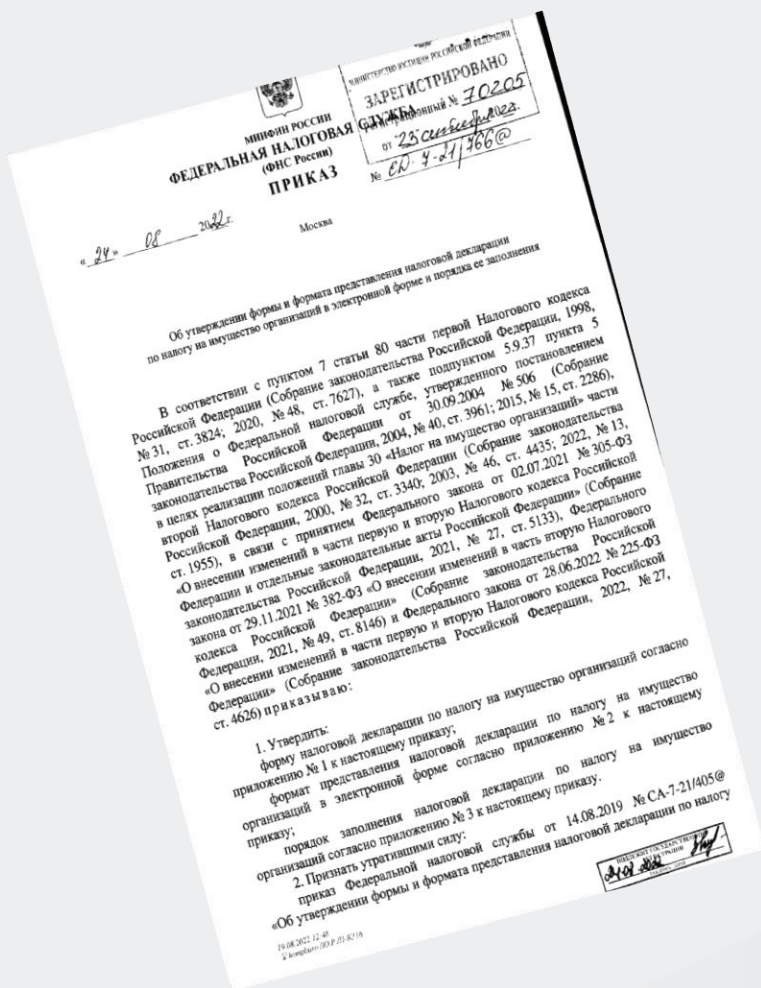 МИНИСТЕРСТВО ЮСТИЦИИ РОССИЙСКОЙ ФЕДЕРАЦИИ
ЗАРЕГИСТРИРОВАНО
Регистрационный № 70205
от "23" сентября 2022
МИНФИН РОССИИ
ФЕДЕРАЛЬНАЯ НАЛОГОВАЯ СЛУЖБА
(ФНС России)
ПРИКАЗ
№ ЕД-7-21/766@
« 24 » 08 2022 г.
Москва
Об утверждении формы и формата представления налоговой декларации
по налогу на имущество организаций в электронной форме и порядка ее заполнения
В соответствии с пунктом 7 статьи 80 части первой Налогового кодекса
Российской Федерации (Собрание законодательства Российской Федерации, 1998,
№ 31, ст. 3824; 2020, № 48, ст. 7627), а также подпунктом 5.9.37 пункта 5
Положения о Федеральной налоговой службе, утвержденного постановлением
Правительства Российской Федерации от 30.09.2004 № 506 (Собрание
законодательства Российской Федерации, 2004, № 40, ст. 3961; 2015, № 15, ст. 2286),
в целях реализации положений главы 30 «Налог на имущество организаций» части
второй Налогового кодекса Российской Федерации (Собрание законодательства
Российской Федерации, 2000, № 32, ст. 3340; 2003, № 46, ст. 4435; 2022, № 13,
ст. 1955), в связи с принятием Федерального закона от 02.07.2021 № 305-ФЗ
«О внесении изменений в части первую и вторую Налогового кодекса Российской
Федерации и отдельные законодательные акты Российской Федерации» (Собрание
законодательства Российской Федерации, 2021, № 27, ст. 5133), Федерального
закона от 29.11.2021 № 382-ФЗ «О внесении изменений в часть вторую Налогового
кодекса Российской Федерации» (Собрание законодательства Российской
Федерации, 2021, № 49, ст. 8146) и Федерального закона от 28.06.2022 № 225-ФЗ
«О внесении изменений в части первую и вторую Налогового кодекса Российской
Федерации» (Собрание законодательства Российской Федерации, 2022, № 27,
ст. 4626) приказываю:
1. Утвердить:
форму налоговой декларации по налогу на имущество организаций согласно
приложению № 1 к настоящему приказу;
формат представления налоговой декларации по налогу на имущество
организаций в электронной форме согласно приложению № 2 к настоящему
приказу;
порядок заполнения налоговой декларации по налогу на имущество
организаций согласно приложению № 3 к настоящему приказу.
2. Признать утратившими силу:
приказ Федеральной налоговой службы от 14.08.2019 № СА-7-21/405@
«Об утверждении формы и формата представления налоговой декларации по налогу
19.08.2022 12:48